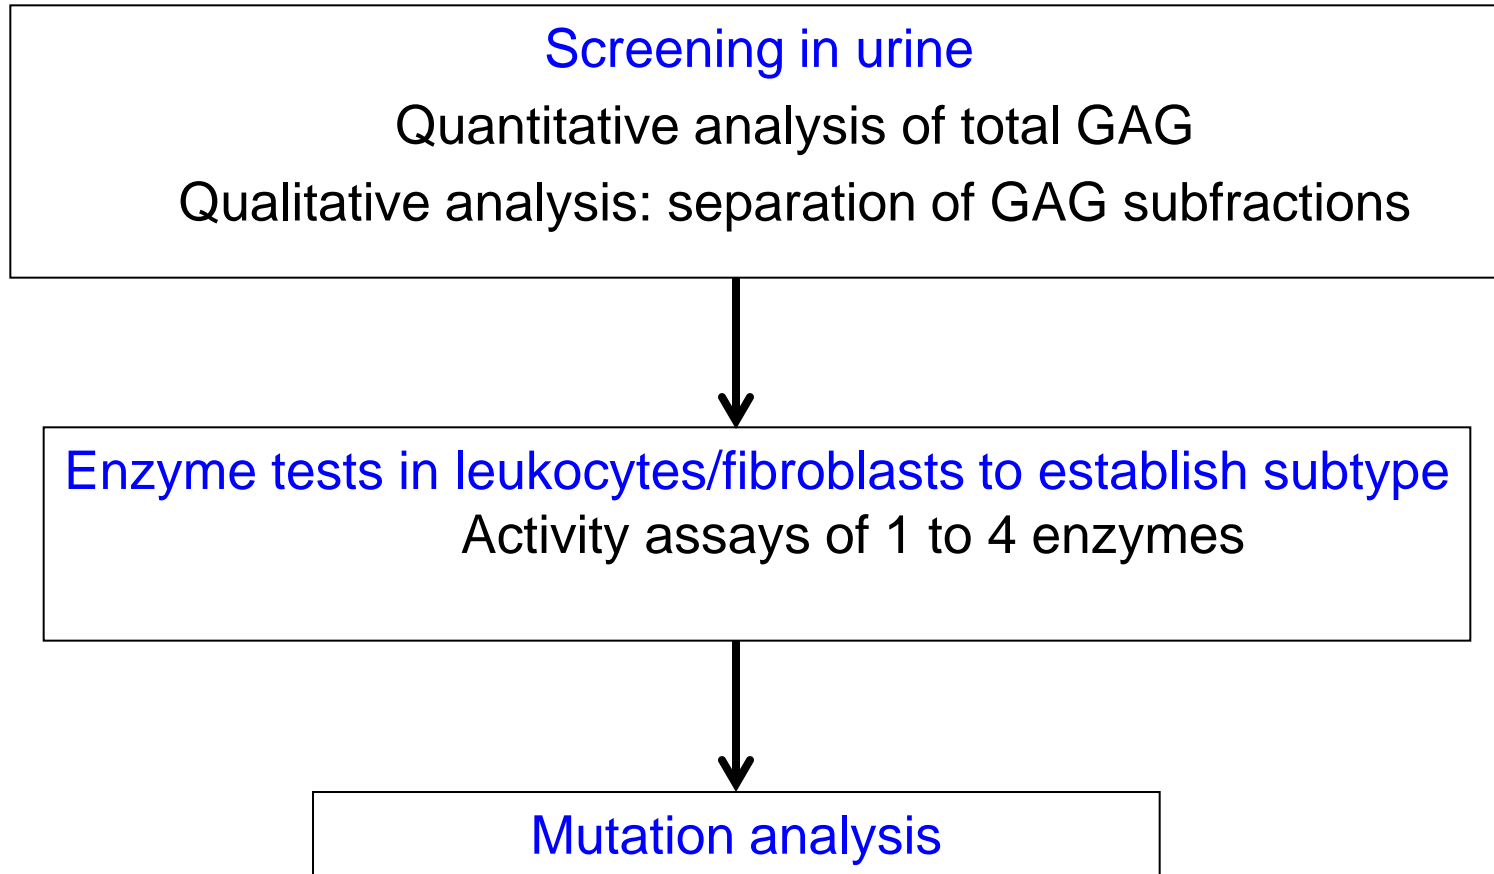 Screening in urine
Quantitative analysis of total GAG
Qualitative analysis: separation of GAG subfractions
Enzyme tests in leukocytes/fibroblasts to establish subtype
Activity assays of 1 to 4 enzymes
Mutation analysis